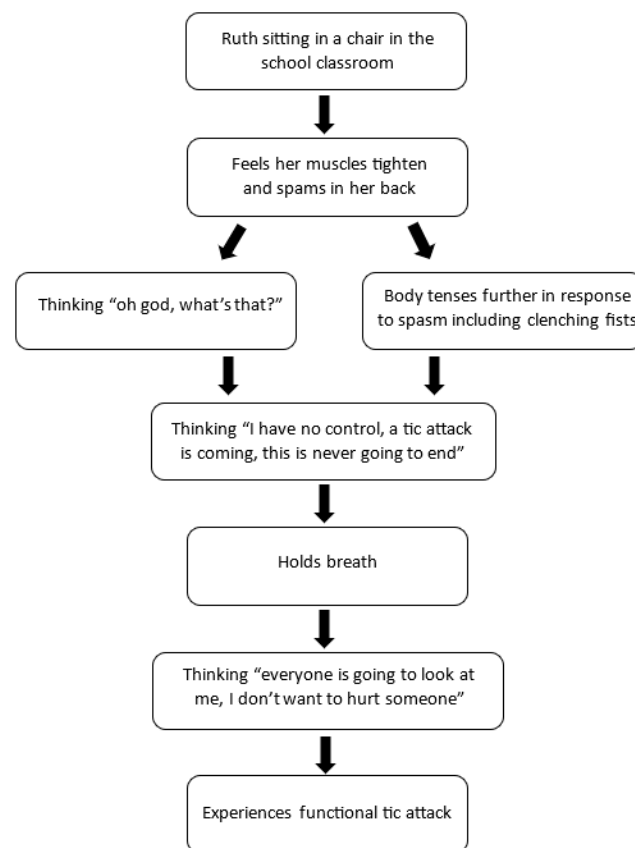 Ruth sitting in a chair in the
school classroom
Feels her muscles tighten
and spams in her back
Thinking “oh god, what’s that?”
Body tenses further in response
to spasm including clenching fists
Thinking “I have no control, a tic attack
is coming, this is never going to end”
Holds breath
Thinking “everyone is going to look at
me, I don’t want to hurt someone”
Experiences functional tic attack